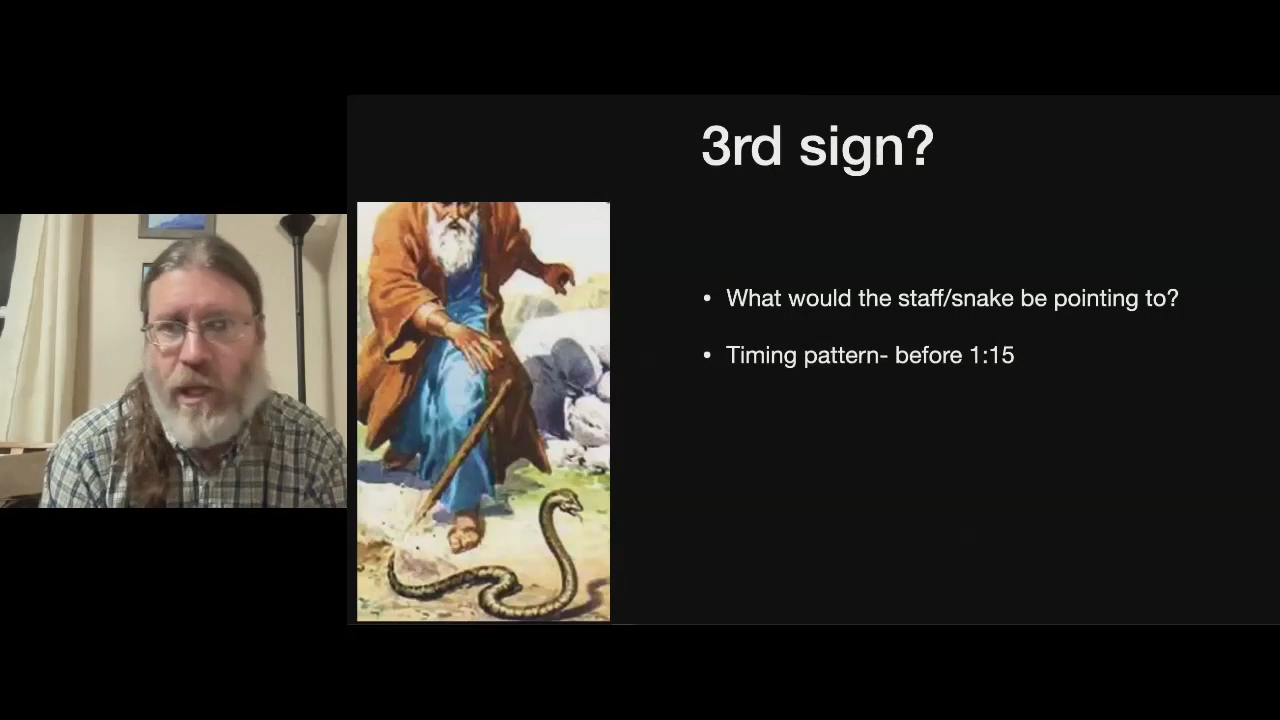 3rd sign?
• What would the staff/snake be pointing to?
• Timing pattern- before 1:15